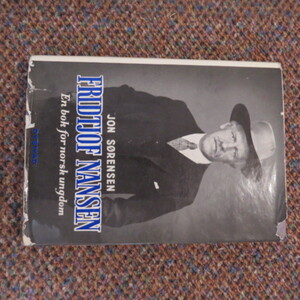 JON SØRENSEN
FRIDTJOF NANSEN
En bok for norsk ungdom